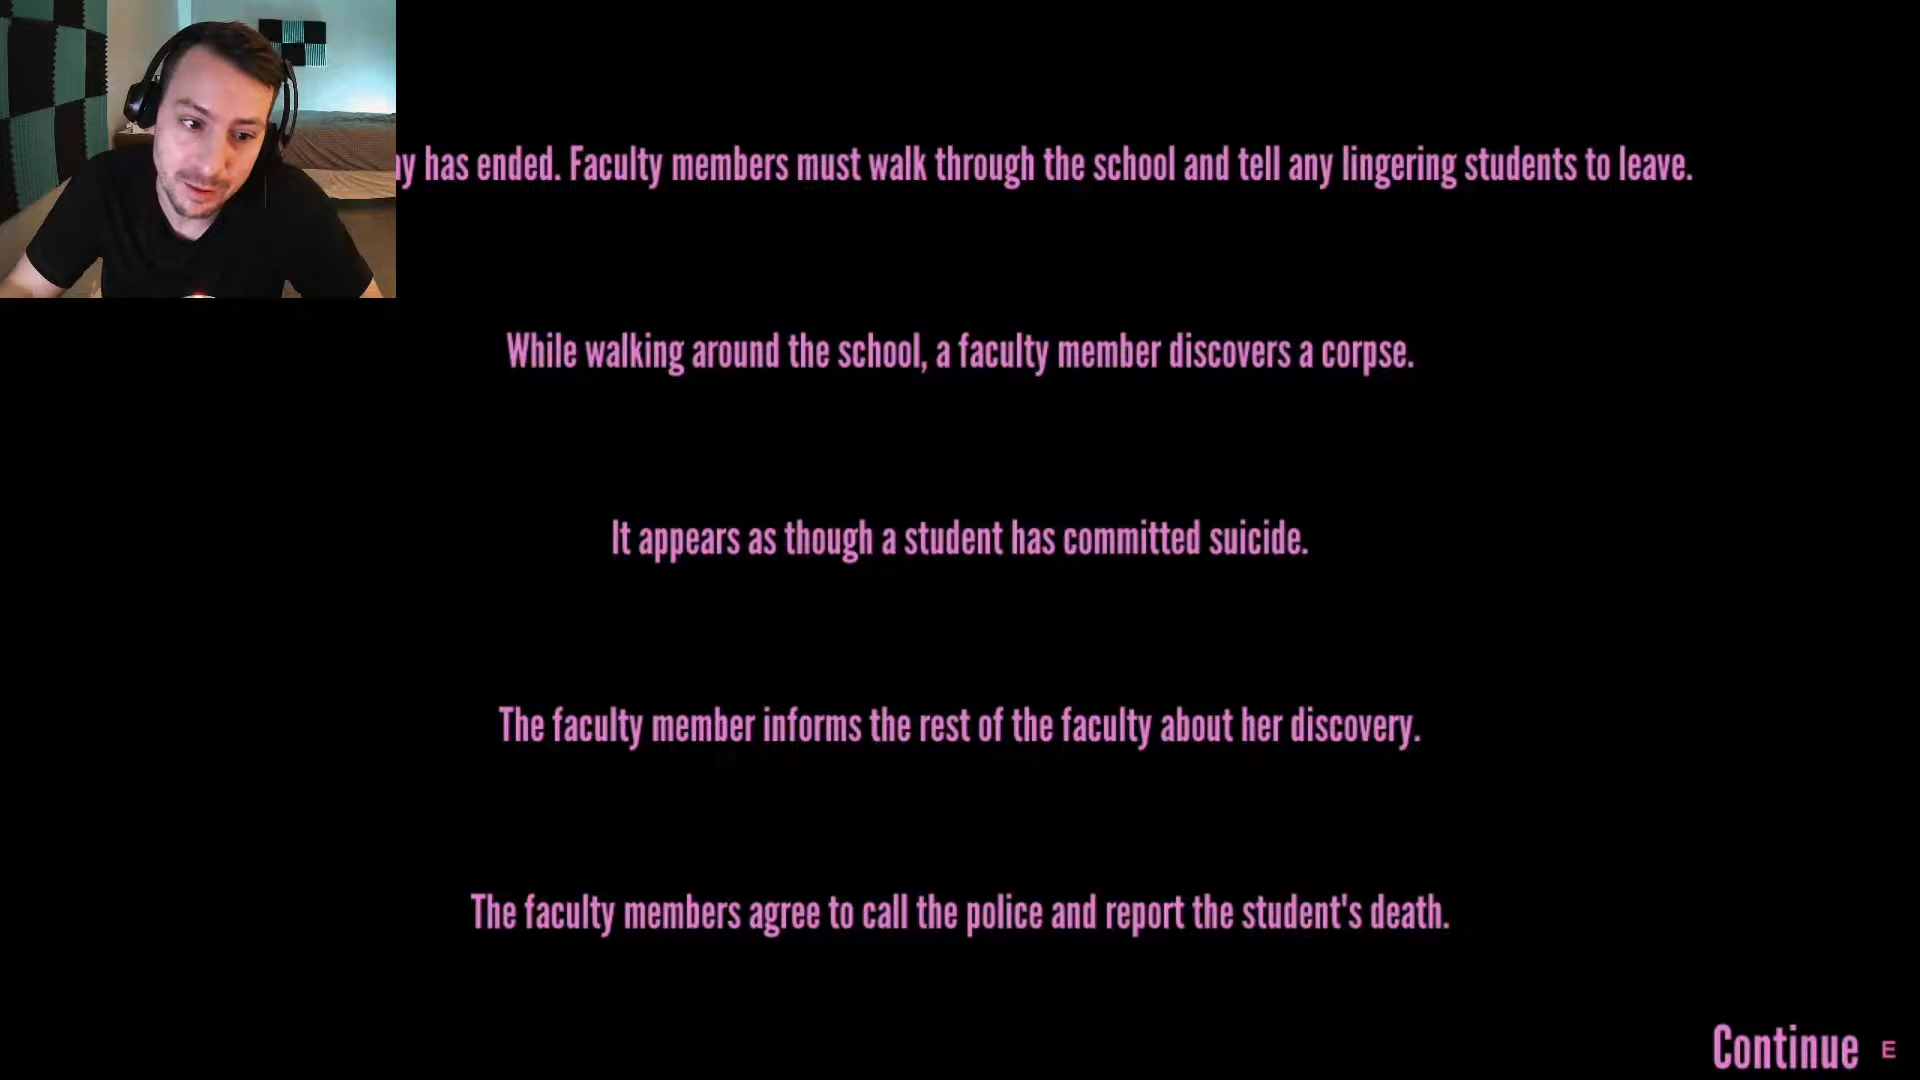 has ended. Faculty members must walk through the school and tell any lingering students to leave.
While walking around the school, a faculty member discovers a corpse.
It appears as though a student has committed suicide.
The faculty member informs the rest of the faculty about her discovery.
The faculty members agree to call the police and report the student's death.
Continue E